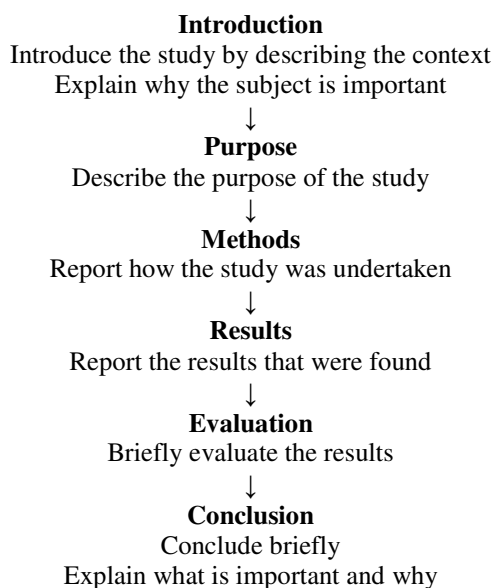 Introduction
Introduce the study by describing the context
Explain why the subject is important
↓
Purpose
Describe the purpose of the study
↓
Methods
Report how the study was undertaken
↓
Results
Report the results that were found
↓
Evaluation
Briefly evaluate the results
↓
Conclusion
Conclude briefly
Explain what is important and why